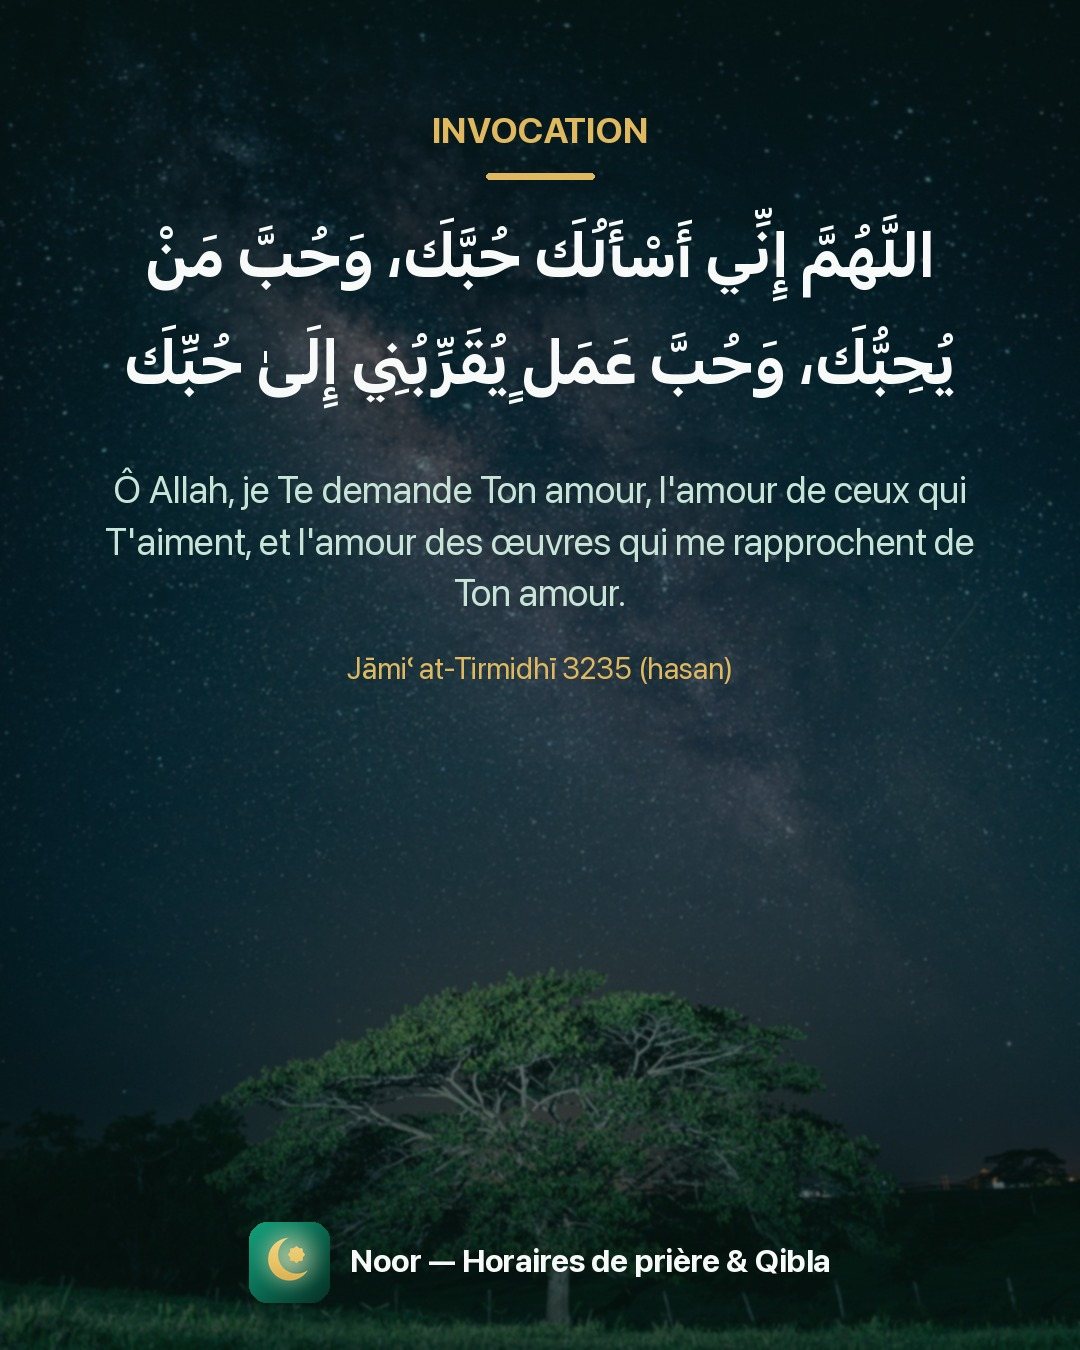 INVOCATION
اللَّهُمَّ إِنِّي أَسْأَلُكَ حُبَّكَ، وَحُبَّ مَنْ
يُحِبُّكَ، وَحُبَّ عَمَلٍ يُقَرِّبُنِي إِلَىٰ حُبِّكَ
Ô Allah, je Te demande Ton amour, l'amour de ceux qui
T'aiment, et l'amour des œuvres qui me rapprochent de
Ton amour.
Jāmiʿ at-Tirmidhī 3235 (hasan)
Noor — Horaires de prière & Qibla